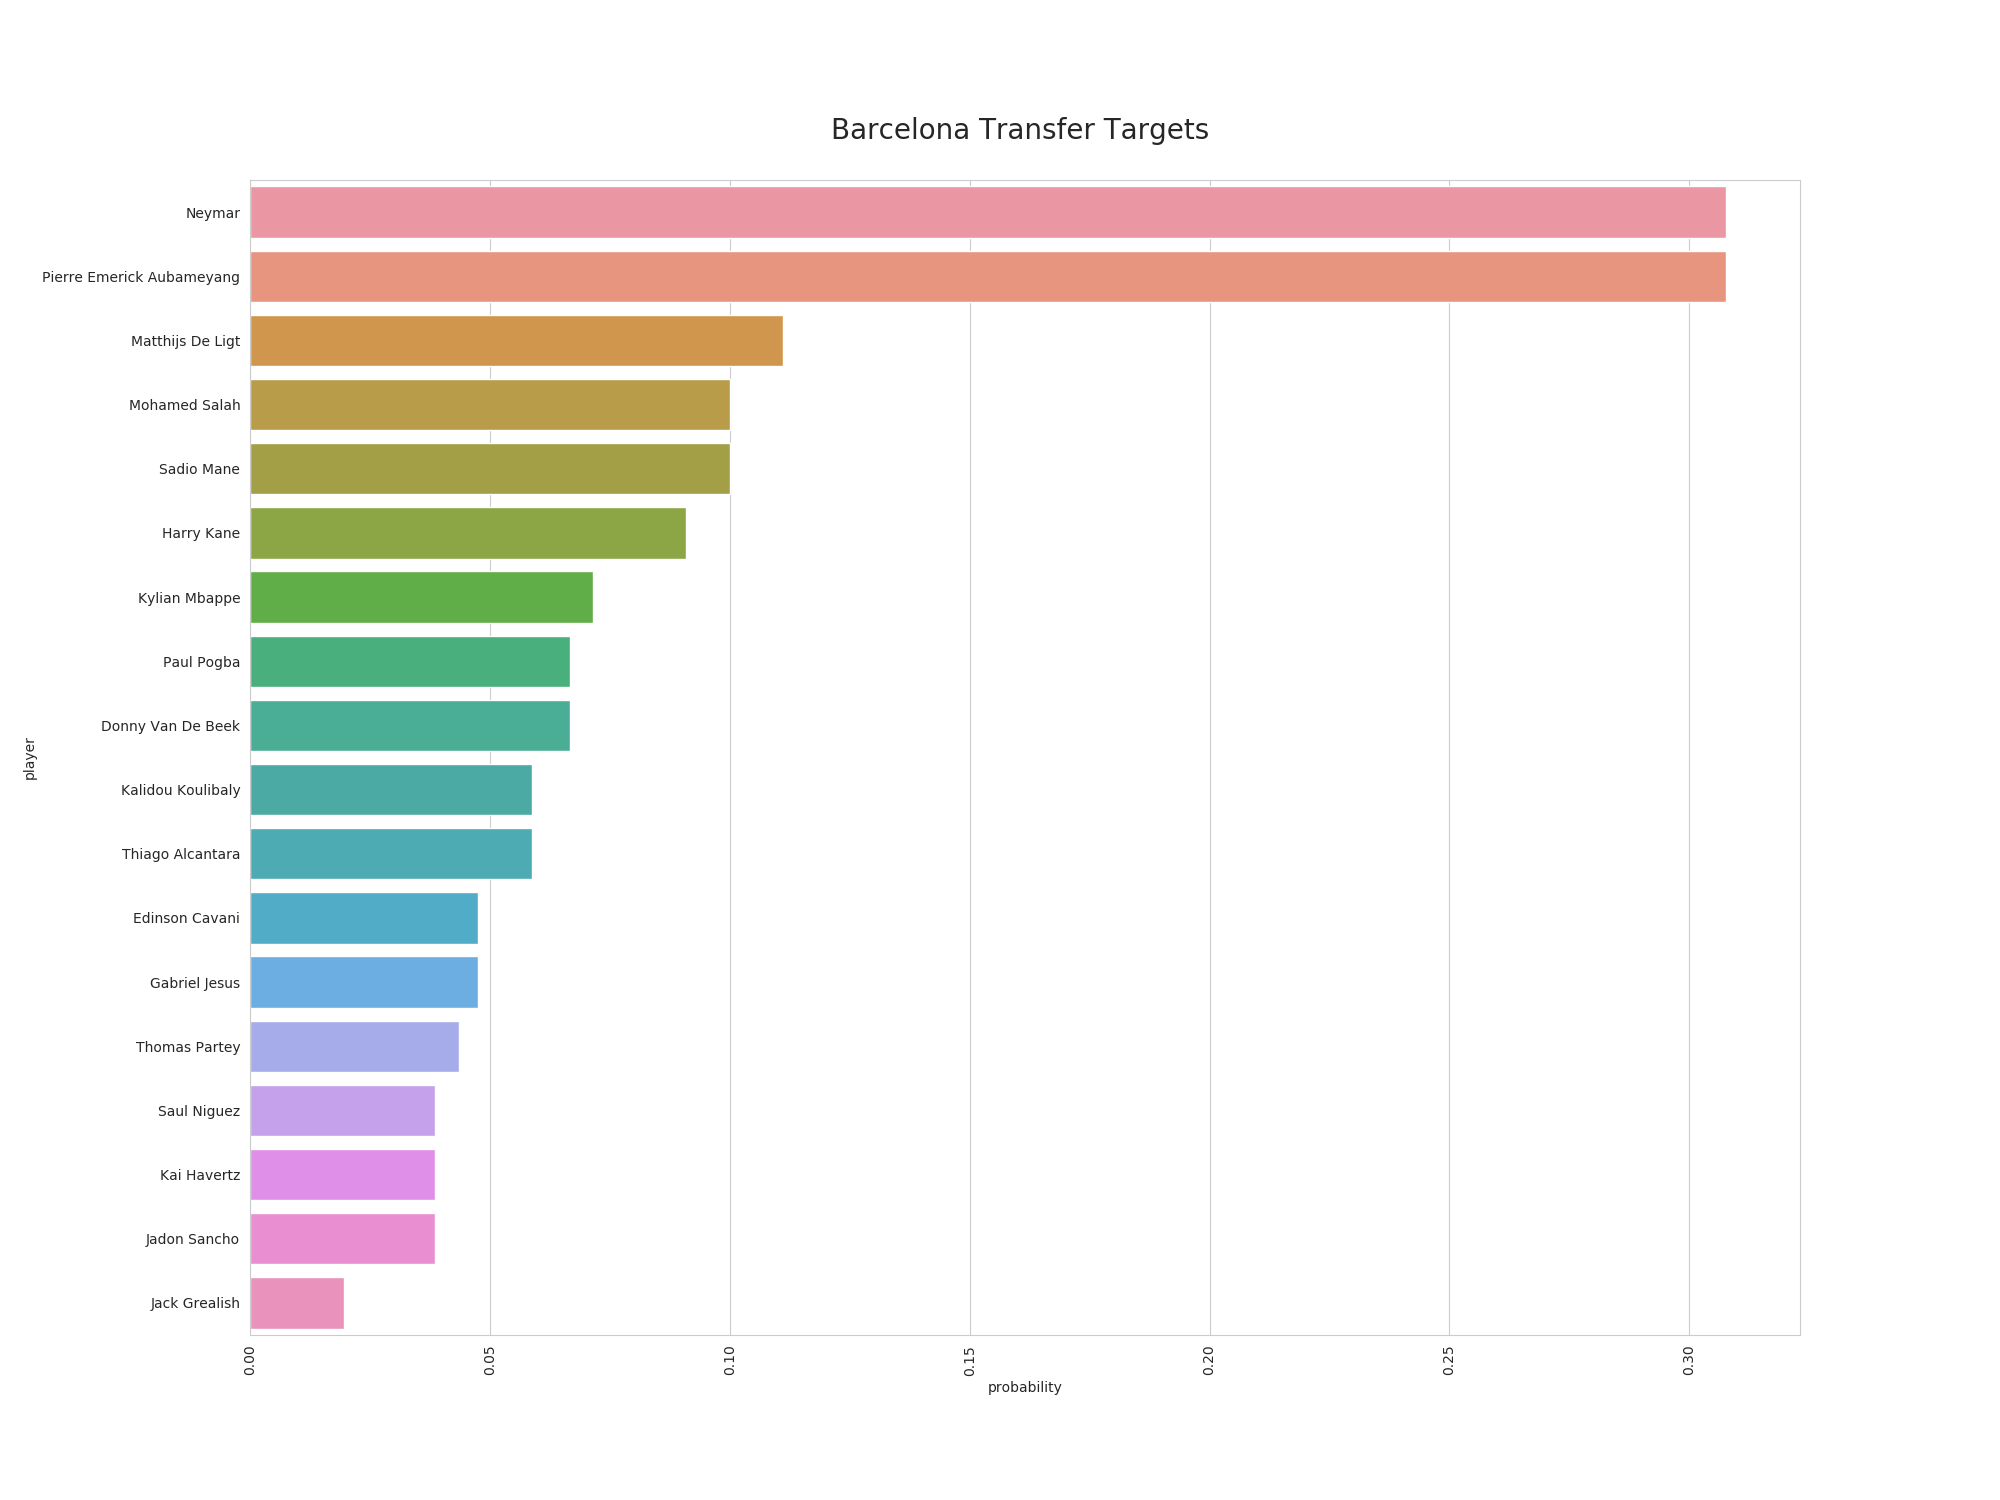 Barcelona Transfer Targets
Neymar
Pierre Emerick Aubameyang
Matthijs De Ligt
Mohamed Salah
Sadio Mane
Harry Kane
Kylian Mbappe
Paul Pogba
Donny Van De Beek
Kalidou Koulibaly
Thiago Alcantara
Edinson Cavani
Gabriel Jesus
Thomas Partey
Saul Niguez
Kai Havertz
Jadon Sancho
Jack Grealish
player
0.00
0.05
0.10
0.15
0.20
0.25
0.30
probability